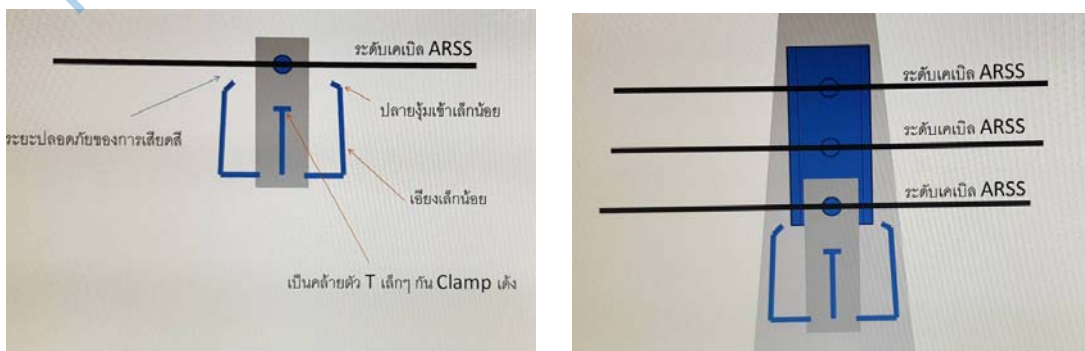 ระดับเคเบิล ARSS
ปลายงุ้มเข้าเล็กน้อย
ระยะปลอดภัยของการเสียดสี
เอียงเล็กน้อย
เป็นคล้ายตัว T เล็กๆ กัน Clamp เด้ง
ระดับเคเบิล ARSS
ระดับเคเบิล ARSS
ระดับเคเบิล ARSS